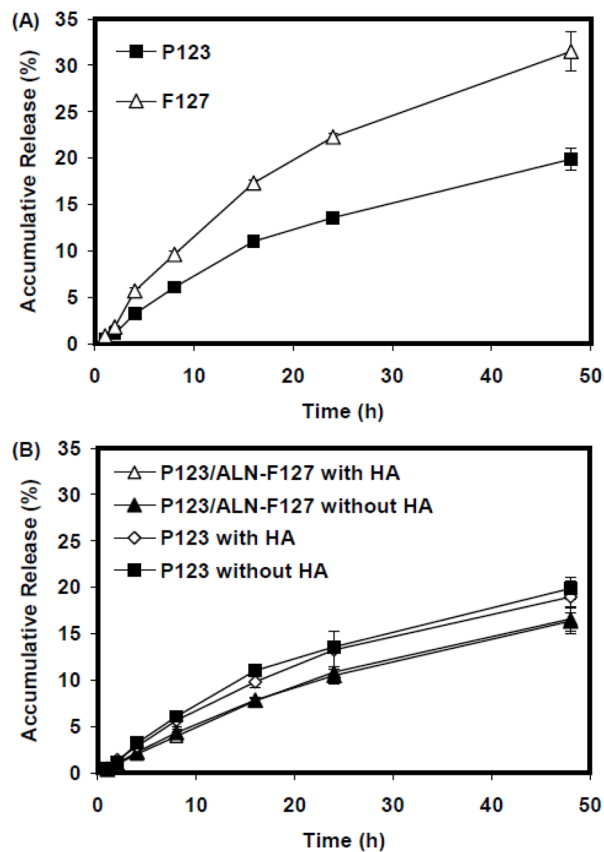 (A)
35
30
25
20
15
10
5
0
Accumulative Release (%)
P123
F127
0 10 20 30 40 50
Time (h)
(B)
35
30
25
20
15
10
5
0
Accumulative Release (%)
P123/ALN-F127 with HA
P123/ALN-F127 without HA
P123 with HA
P123 without HA
0 10 20 30 40 50
Time (h)